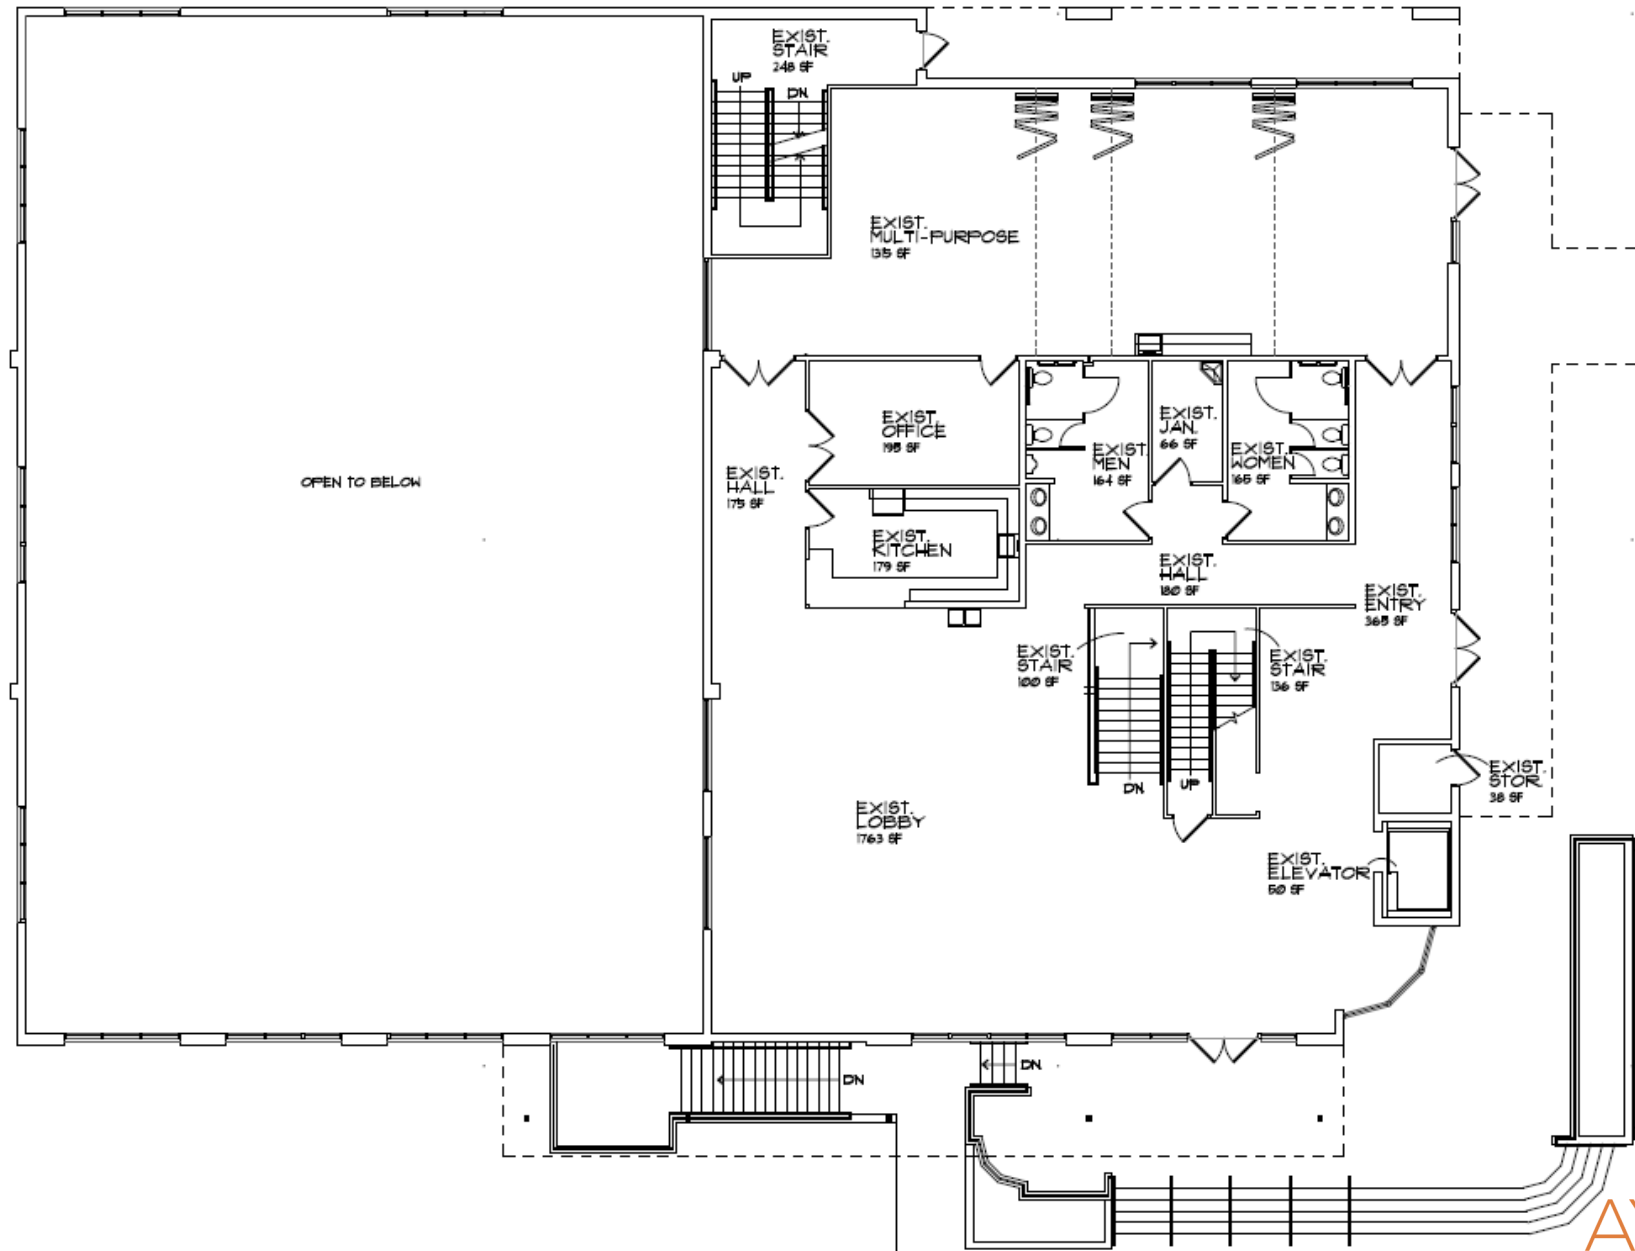 EXIST.
STAIR
248 SF
UP
DN
EXIST.
MULTI-PURPOSE
135 SF
EXIST.
OFFICE
195 SF
EXIST.
JAN.
66 SF
EXIST.
MEN
164 SF
EXIST.
WOMEN
165 SF
EXIST.
HALL
175 SF
OPEN TO BELOW
EXIST.
KITCHEN
179 SF
EXIST.
HALL
180 SF
EXIST.
ENTRY
365 SF
EXIST.
STAIR
100 SF
EXIST.
STAIR
136 SF
DN
UP
EXIST.
STOR.
38 SF
EXIST.
LOBBY
1763 SF
EXIST.
ELEVATOR
50 SF
DN
DN
AY